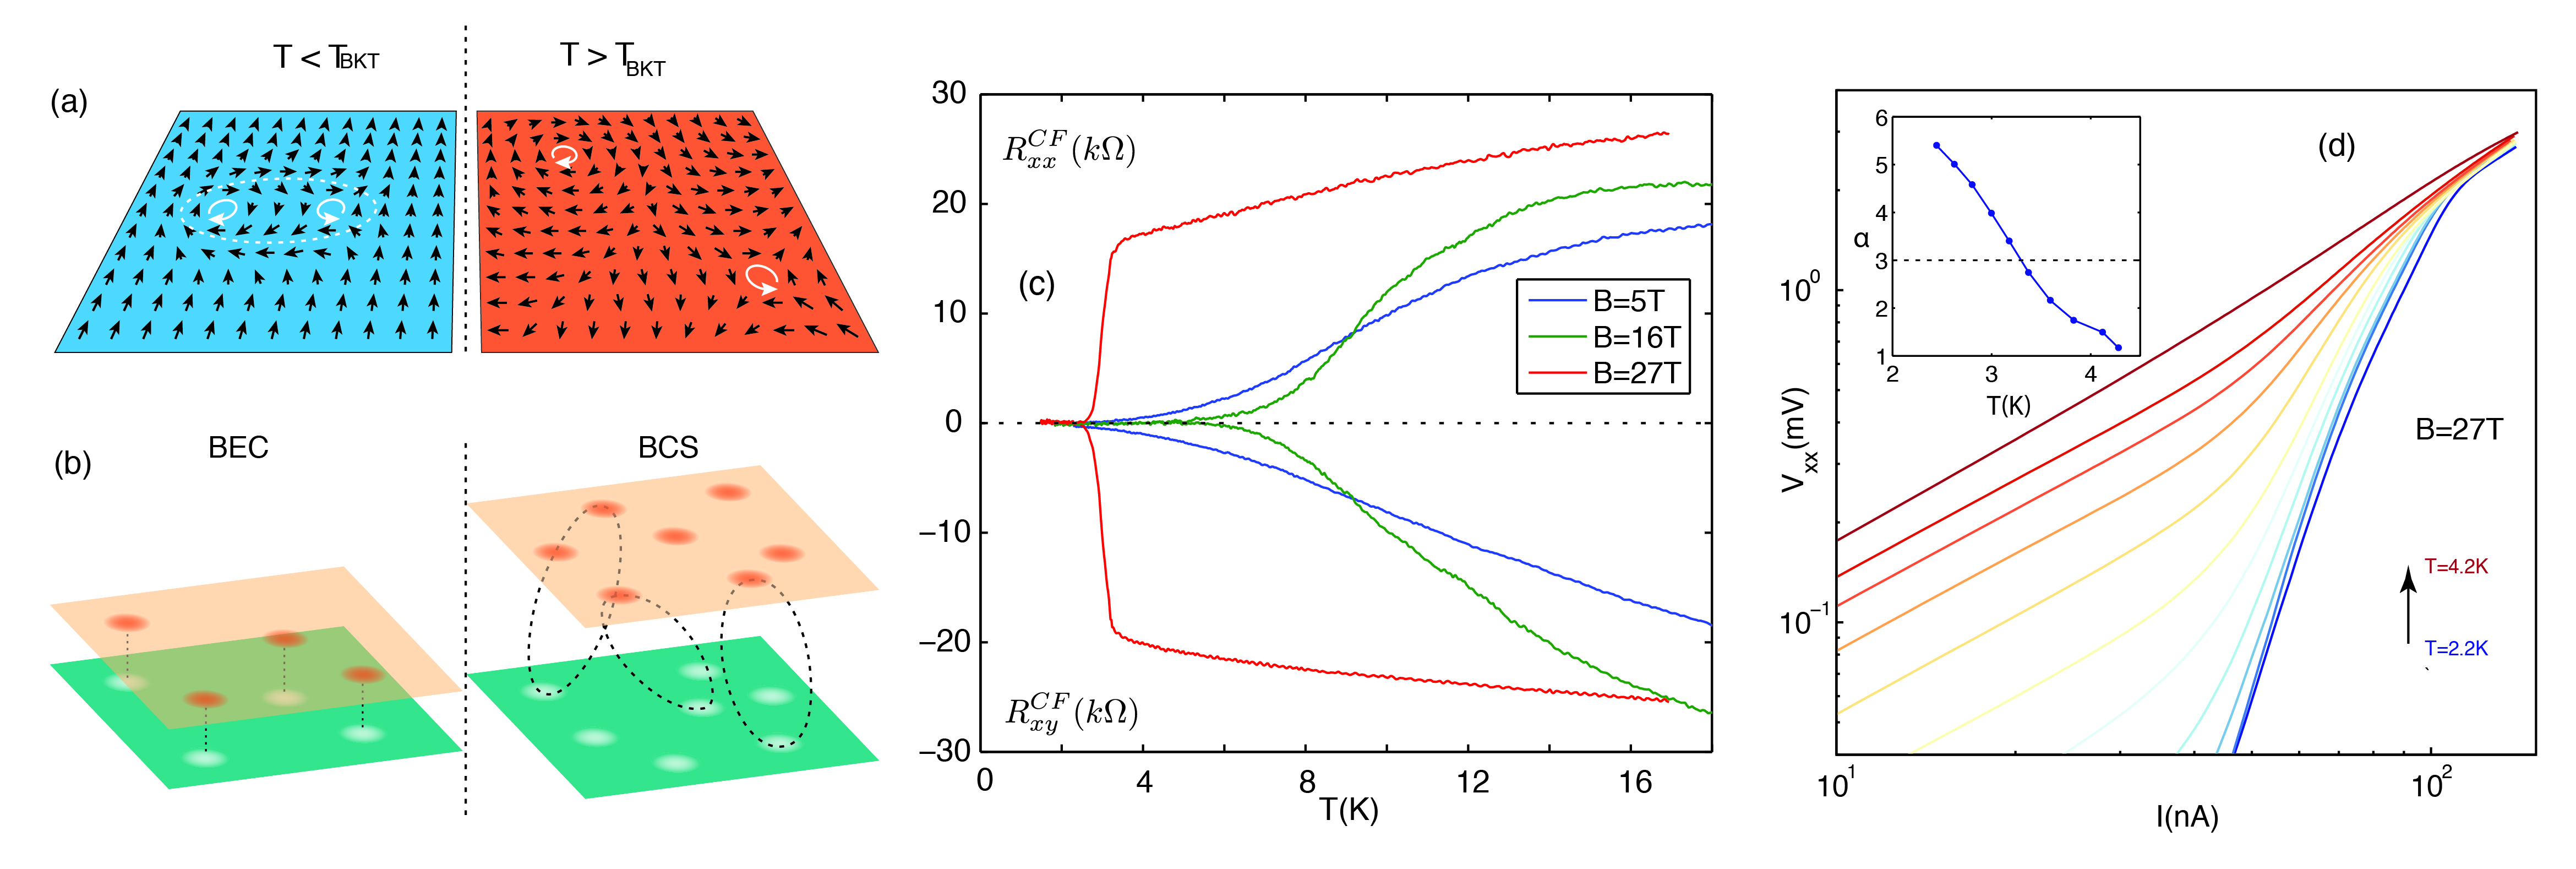 T < TBKT
T > TBKT
(a)
(b)
BEC
BCS
30
20
10
0
−10
−20
−30
R_xx^CF (kΩ)
(c)
B=5T
B=16T
B=27T
R_xy^CF (kΩ)
0 4 8 12 16
T(K)
(d)
6
5
4
3
2
1
α
2 3 4
T(K)
B=27T
T=4.2K
T=2.2K
10^0
10^−1
V_xx(mV)
10^1 10^2
I(nA)